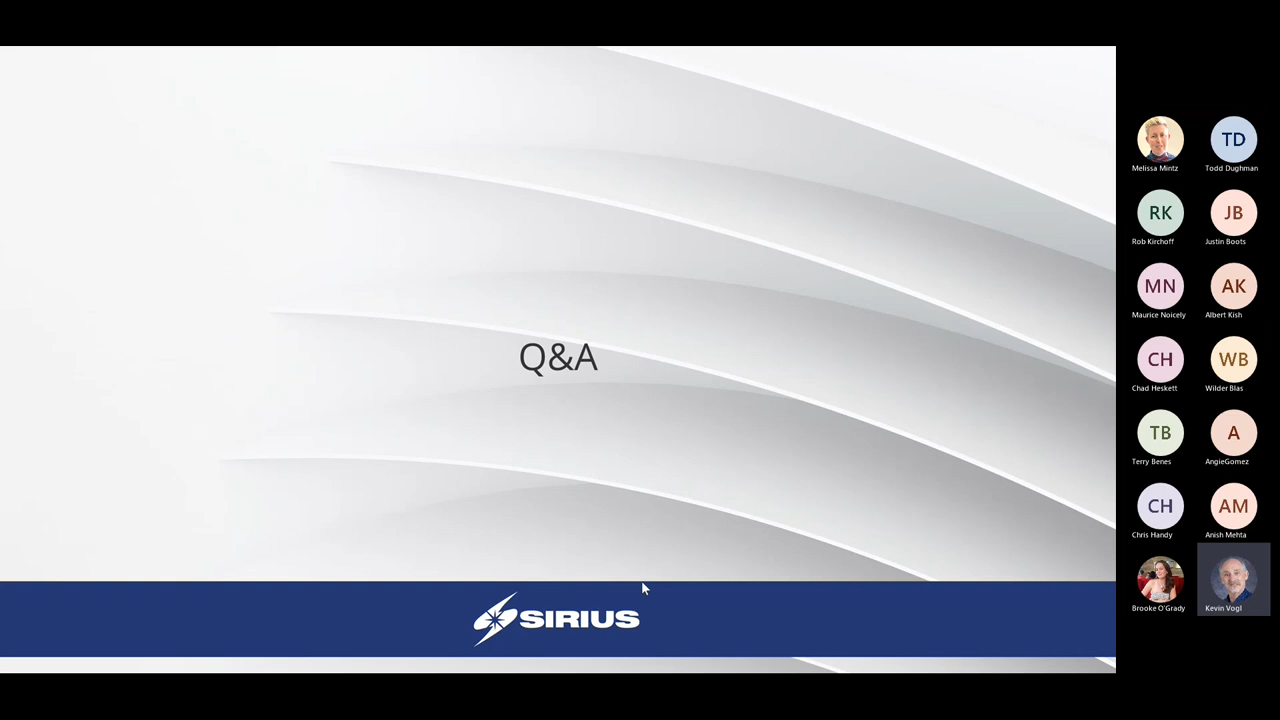 Q&A
SIRIUS
Melissa Mintz
TD
Todd Dughman
RK
Rob Kirchoff
JB
Justin Boots
MN
Maurice Noicely
AK
Albert Kish
CH
Chad Heskett
WB
Wilder Blas
TB
Terry Benes
A
AngieGomez
CH
Chris Handy
AM
Anish Mehta
Brooke O'Grady
Kevin Vogl